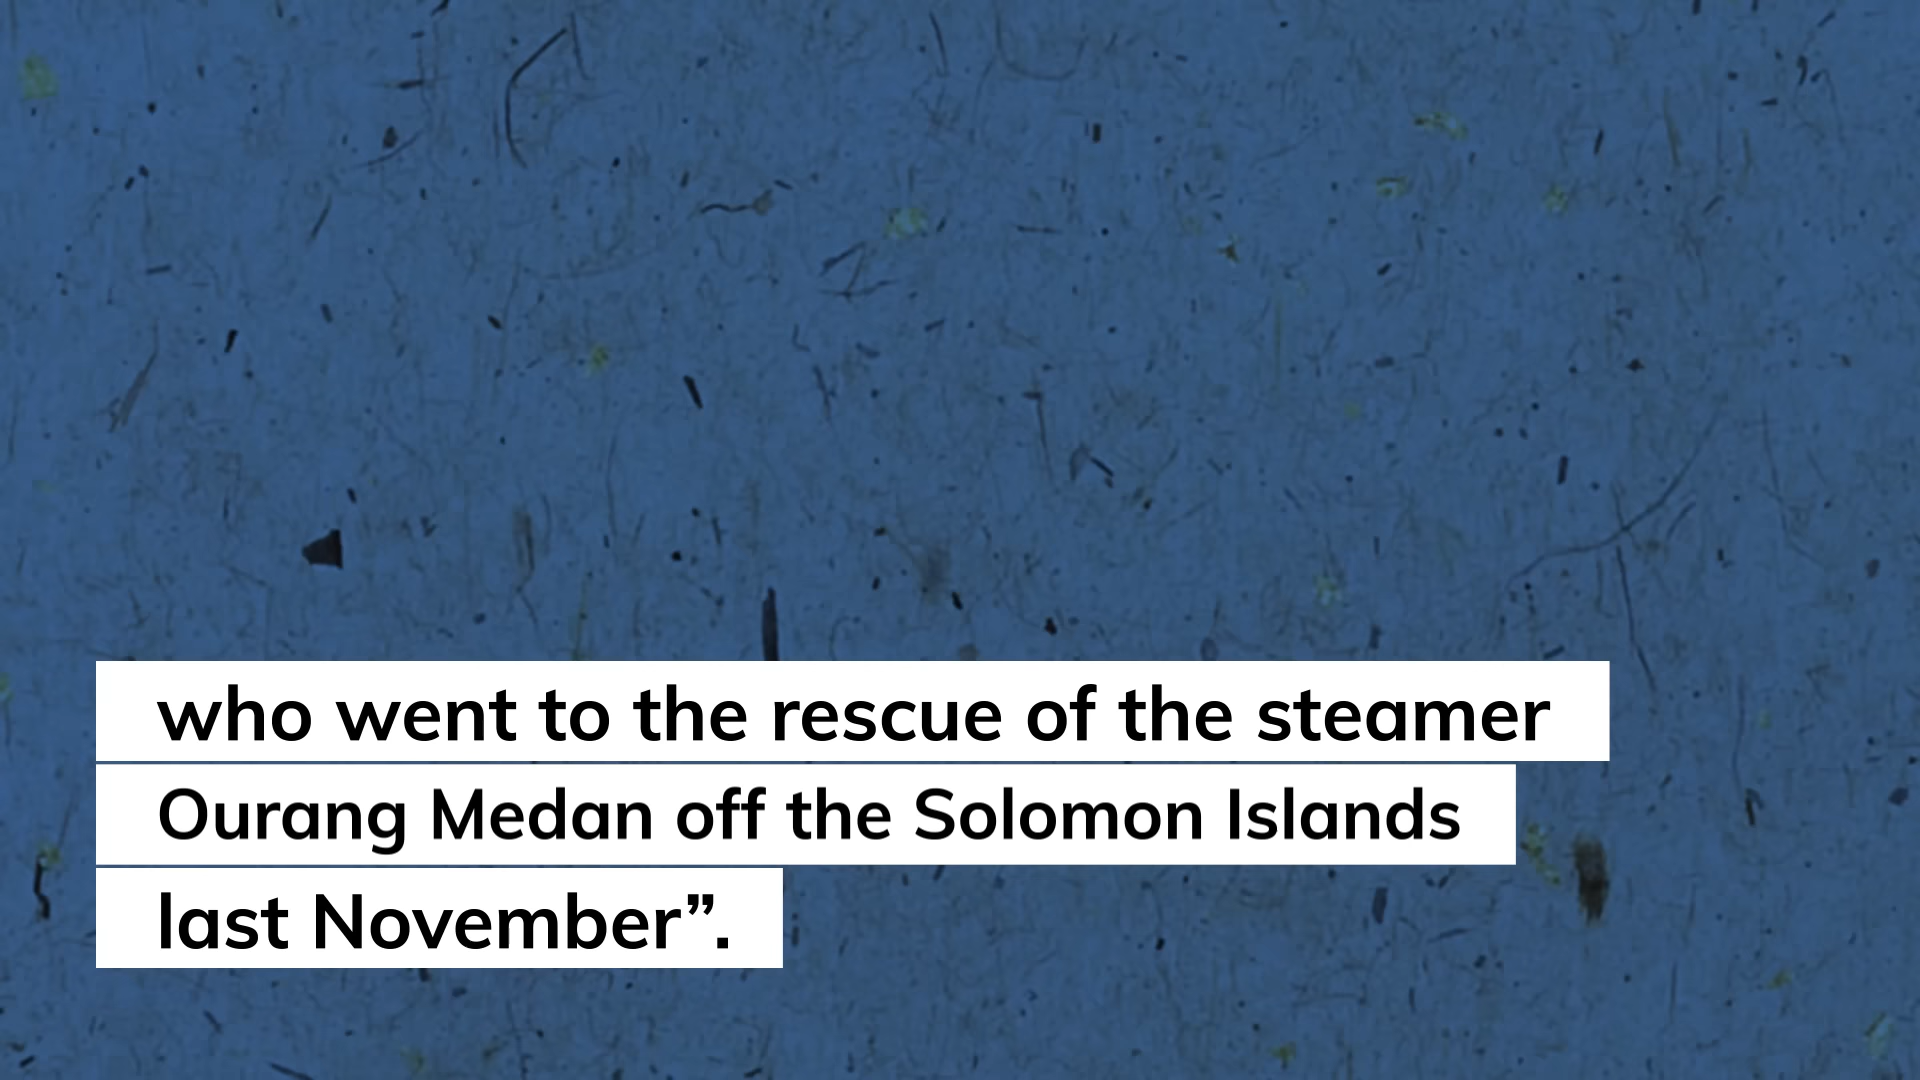 who went to the rescue of the steamer
Ourang Medan off the Solomon Islands
last November”.